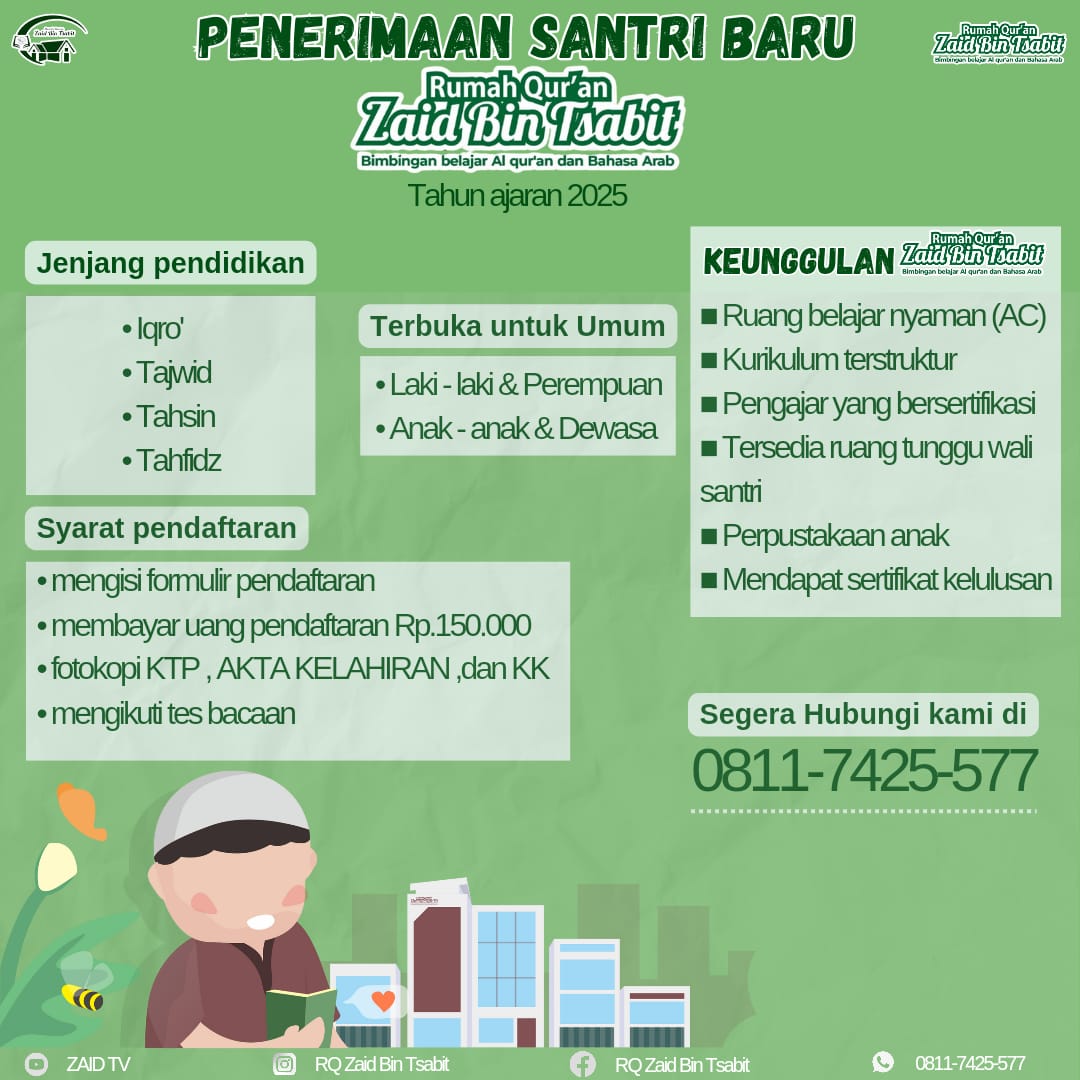 Zaid Bin Tsabit
PENERIMAAN SANTRI BARU
Rumah Qur'an
Zaid Bin Tsabit
Bimbingan belajar Al qur'an dan Bahasa Arab
Rumah Qur'an
Zaid Bin Tsabit
Bimbingan belajar Al qur'an dan Bahasa Arab
Tahun ajaran 2025
Jenjang pendidikan
• Iqro'
• Tajwid
• Tahsin
• Tahfidz
Terbuka untuk Umum
• Laki - laki & Perempuan
• Anak - anak & Dewasa
KEUNGGULAN
Rumah Qur'an
Zaid Bin Tsabit
Bimbingan belajar Al qur'an dan Bahasa Arab
■ Ruang belajar nyaman (AC)
■ Kurikulum terstruktur
■ Pengajar yang bersertifikasi
■ Tersedia ruang tunggu wali
santri
■ Perpustakaan anak
■ Mendapat sertifikat kelulusan
Syarat pendaftaran
• mengisi formulir pendaftaran
• membayar uang pendaftaran Rp.150.000
• fotokopi KTP , AKTA KELAHIRAN ,dan KK
• mengikuti tes bacaan
Segera Hubungi kami di
0811-7425-577
ZAID TV
RQ Zaid Bin Tsabit
RQ Zaid Bin Tsabit
0811-7425-577